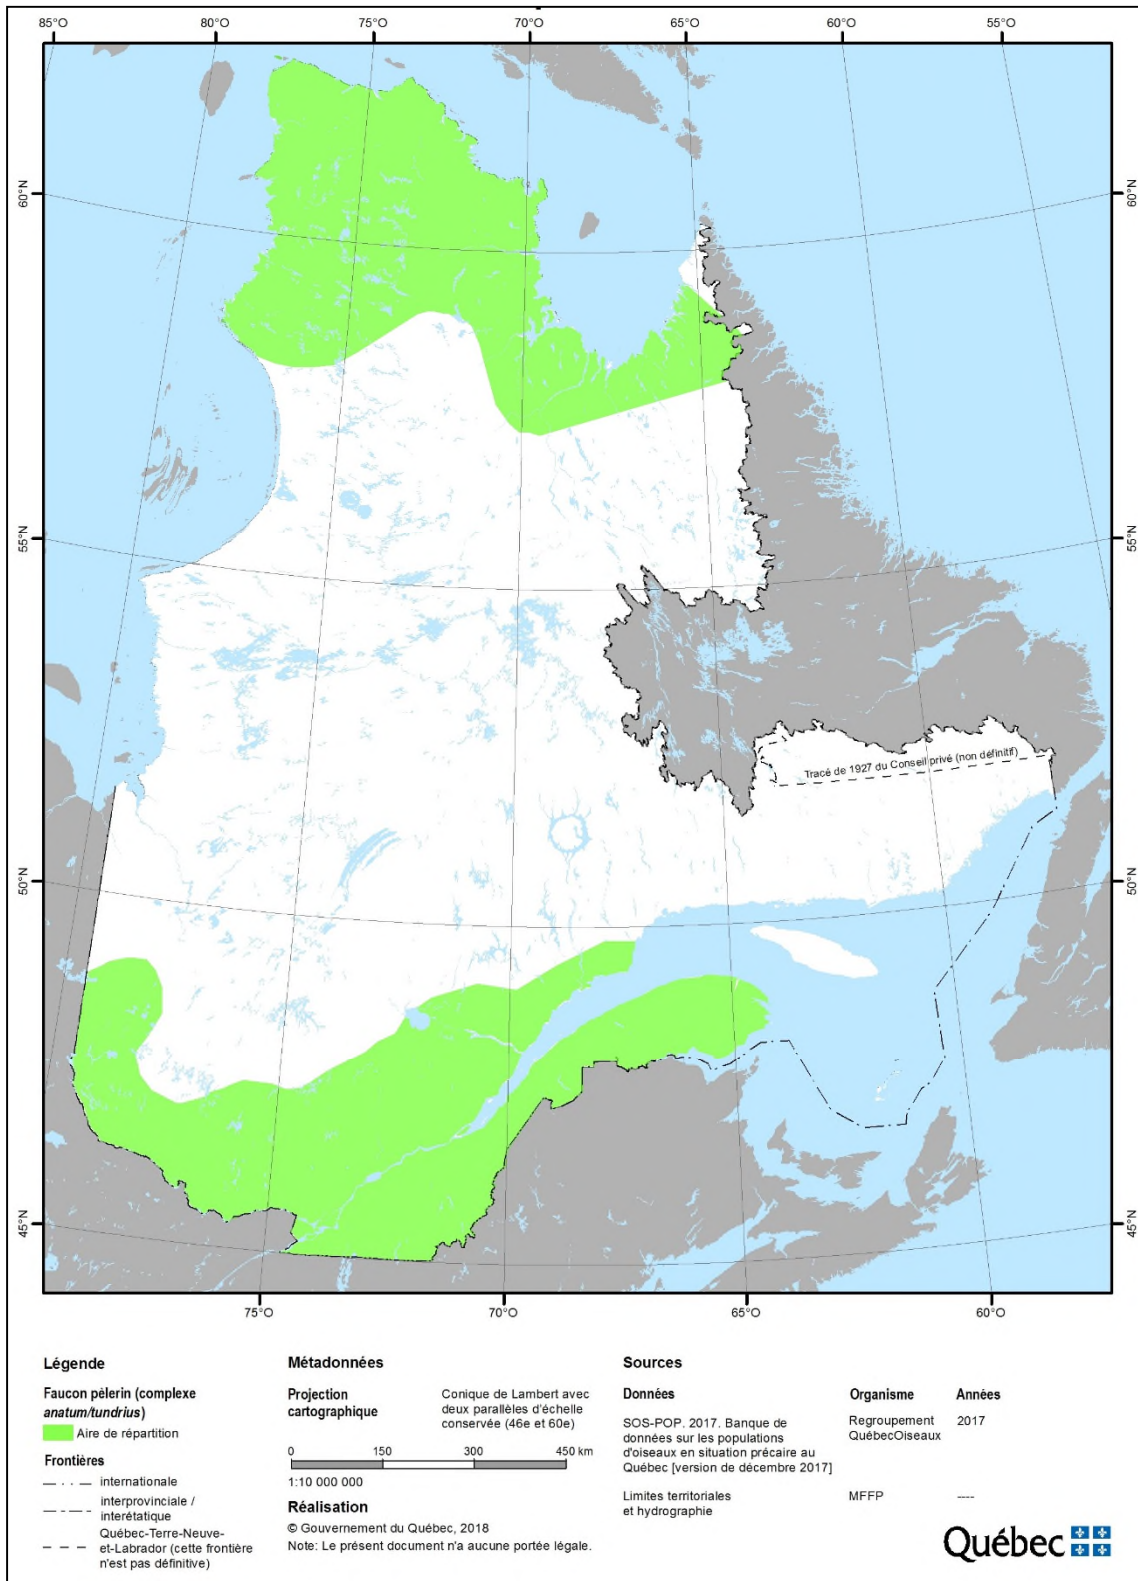 85°O
80°O
75°O
70°O
65°O
60°O
55°O
60°N
60°N
55°N
55°N
Tracé de 1927 du Conseil privé (non définitif)
50°N
50°N
45°N
45°N
75°O
70°O
65°O
60°O
Légende
Faucon pèlerin (complexe
anatum/tundrius)
Aire de répartition
Frontières
internationale
interprovinciale /
interétatique
Québec-Terre-Neuve-
et-Labrador (cette frontière
n'est pas définitive)
Métadonnées
Projection
cartographique
Conique de Lambert avec
deux parallèles d'échelle
conservée (46e et 60e)
0 150 300 450 km
1:10 000 000
Réalisation
© Gouvernement du Québec, 2018
Note: Le présent document n'a aucune portée légale.
Sources
Données
Organisme
Années
SOS-POP. 2017. Banque de
données sur les populations
d'oiseaux en situation précaire au
Québec [version de décembre 2017]
Regroupement
QuébecOiseaux
2017
Limites territoriales
et hydrographie
MFFP
----
Québec